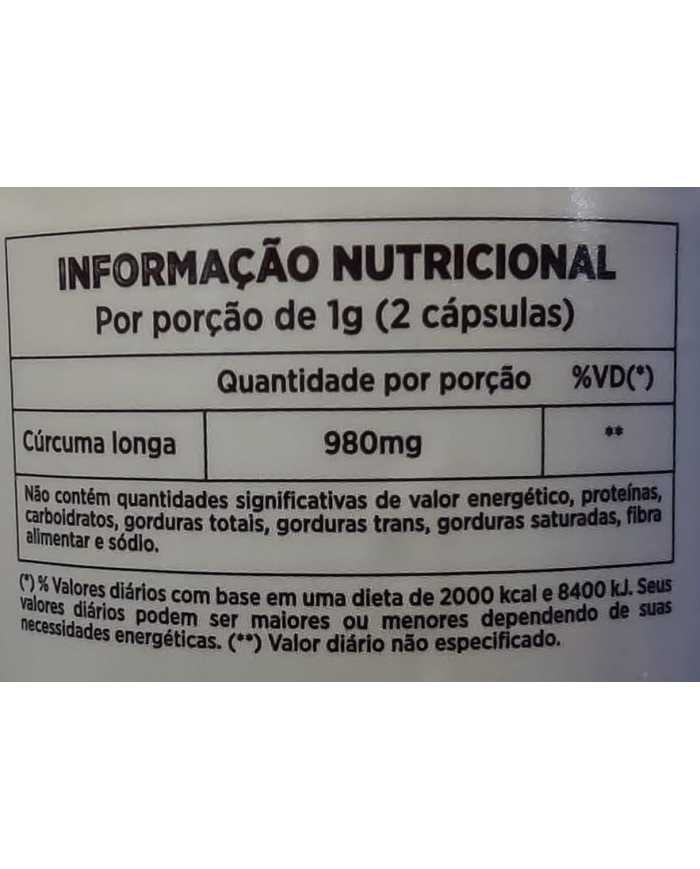 INFORMAÇÃO NUTRICIONAL
Por porção de 1g (2 cápsulas)
Quantidade por porção %VD(*)
Cúrcuma longa 980mg **
Não contém quantidades significativas de valor energético, proteínas,
carboidratos, gorduras totais, gorduras trans, gorduras saturadas, fibra
alimentar e sódio.
(*) % Valores diários com base em uma dieta de 2000 kcal e 8400 kJ. Seus
valores diários podem ser maiores ou menores dependendo de suas
necessidades energéticas. (**) Valor diário não especificado.